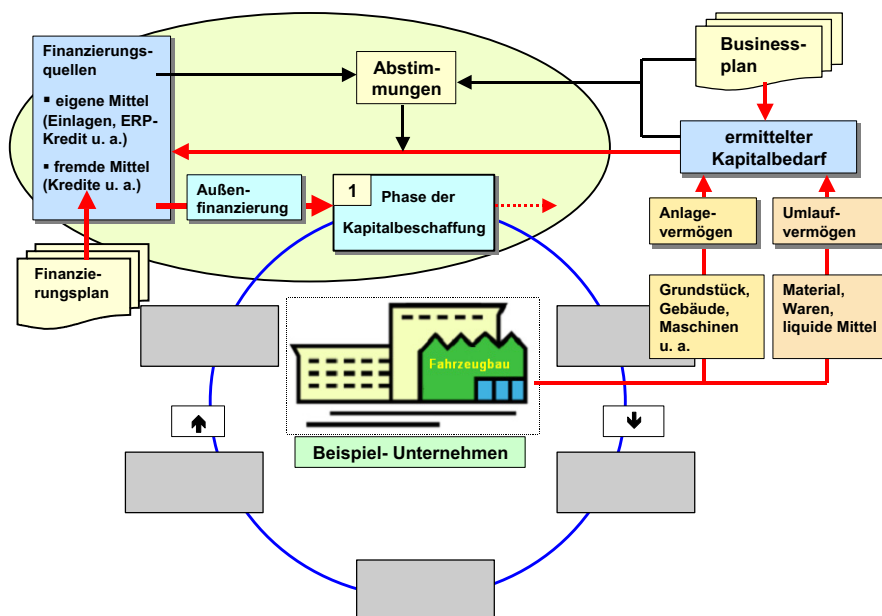 Finanzierungs-
quellen
▪ eigene Mittel
(Einlagen, ERP-
Kredit u. a.)
▪ fremde Mittel
(Kredite u. a.)
Abstim-
mungen
Business-
plan
ermittelter
Kapitalbedarf
Außen-
finanzierung
1
Phase der
Kapitalbeschaffung
Anlage-
vermögen
Umlauf-
vermögen
Finanzie-
rungsplan
Grundstück,
Gebäude,
Maschinen
u. a.
Material,
Waren,
liquide Mittel
Fahrzeugbau
Beispiel- Unternehmen